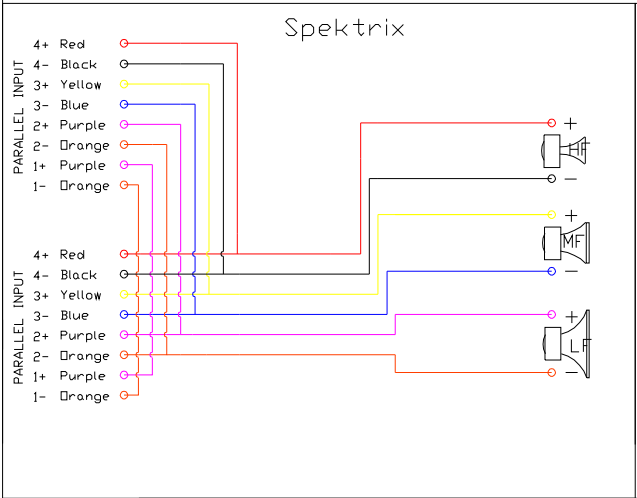 Spektrix
PARALLEL INPUT
4+ Red
4- Black
3+ Yellow
3- Blue
2+ Purple
2- Orange
1+ Purple
1- Orange
PARALLEL INPUT
4+ Red
4- Black
3+ Yellow
3- Blue
2+ Purple
2- Orange
1+ Purple
1- Orange
+
HF
-
+
MF
-
+
LF
-